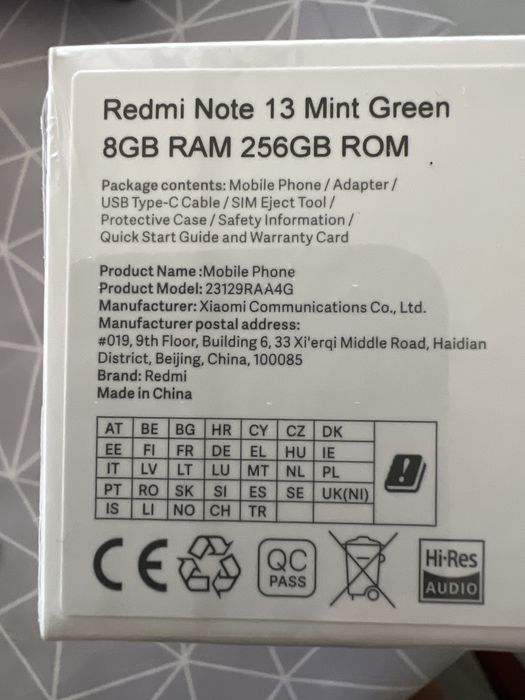 Redmi Note 13 Mint Green
8GB RAM 256GB ROM
Package contents: Mobile Phone / Adapter /
USB Type-C Cable / SIM Eject Tool /
Protective Case / Safety Information /
Quick Start Guide and Warranty Card
Product Name :Mobile Phone
Product Model: 23129RAA4G
Manufacturer: Xiaomi Communications Co., Ltd.
Manufacturer postal address:
#019, 9th Floor, Building 6, 33 Xi'erqi Middle Road, Haidian
District, Beijing, China, 100085
Brand: Redmi
Made in China
AT BE BG HR CY CZ DK
EE FI FR DE EL HU IE
IT LV LT LU MT NL PL
PT RO SK SI ES SE UK(NI)
IS LI NO CH TR
!
CE
QC
PASS
Hi-Res
AUDIO